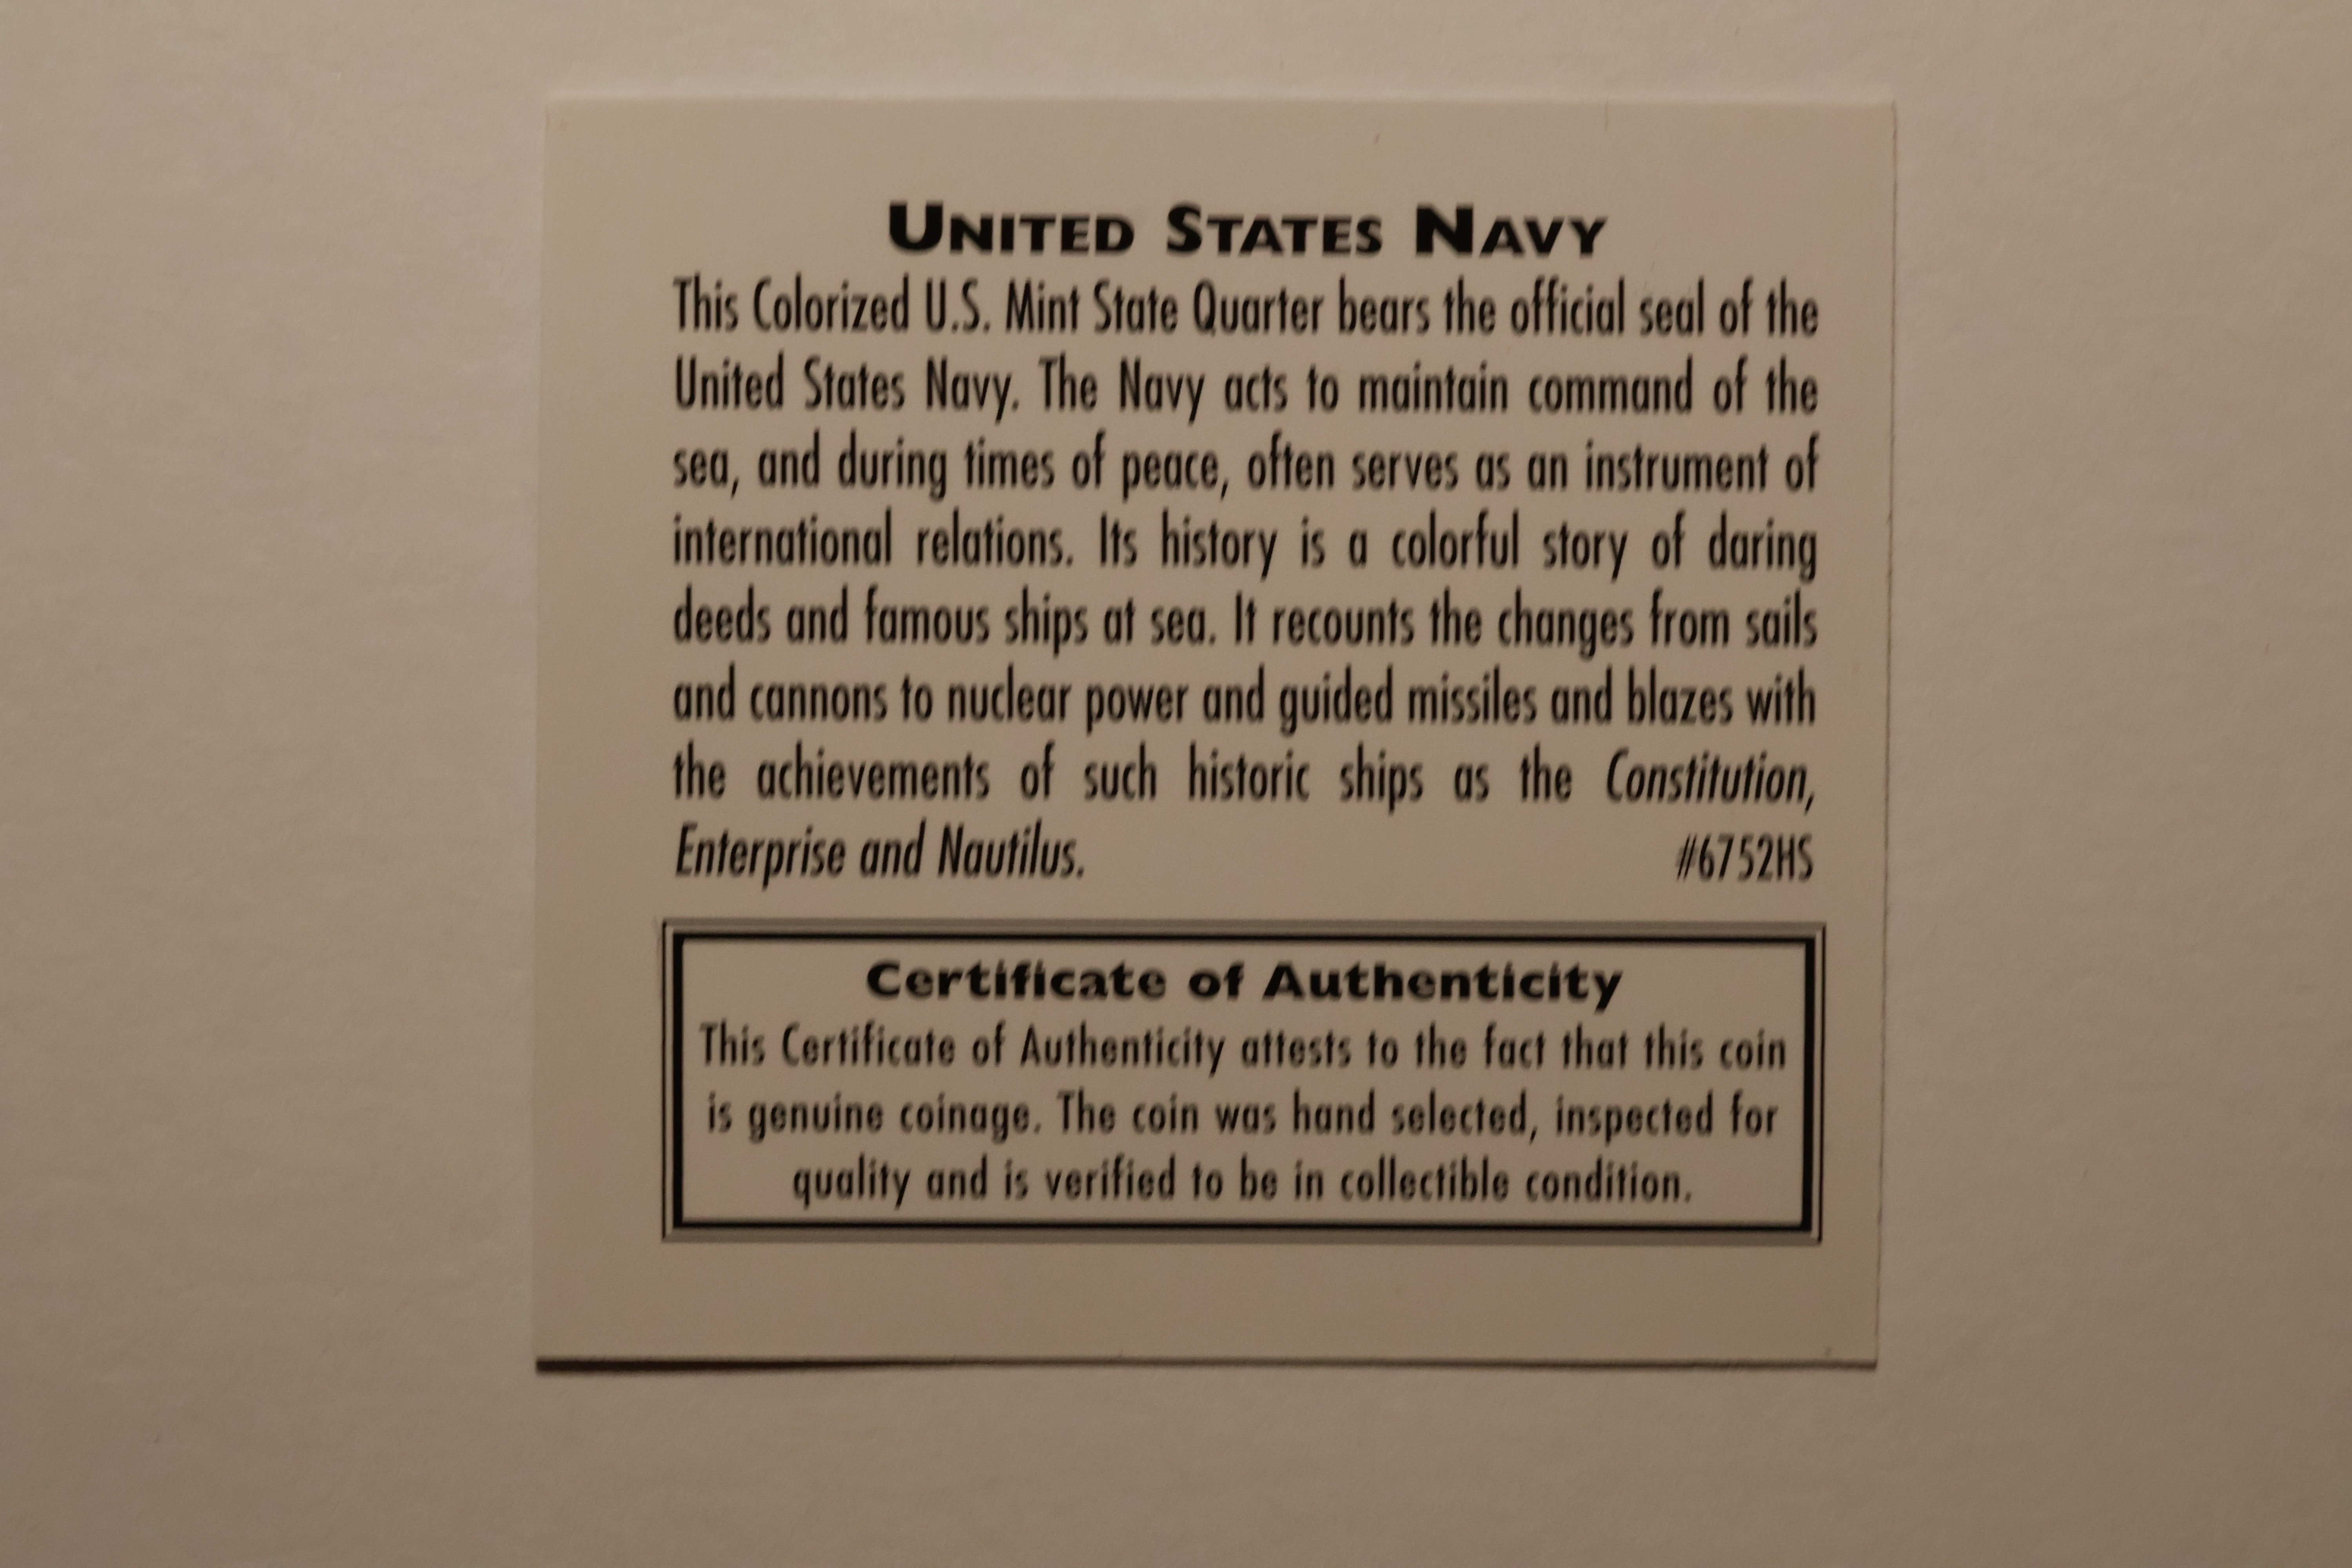 UNITED STATES NAVY
This Colorized U.S. Mint State Quarter bears the official seal of the
United States Navy. The Navy acts to maintain command of the
sea, and during times of peace, often serves as an instrument of
international relations. Its history is a colorful story of daring
deeds and famous ships at sea. It recounts the changes from sails
and cannons to nuclear power and guided missiles and blazes with
the achievements of such historic ships as the Constitution,
Enterprise and Nautilus. #6752HS
Certificate of Authenticity
This Certificate of Authenticity attests to the fact that this coin
is genuine coinage. The coin was hand selected, inspected for
quality and is verified to be in collectible condition.